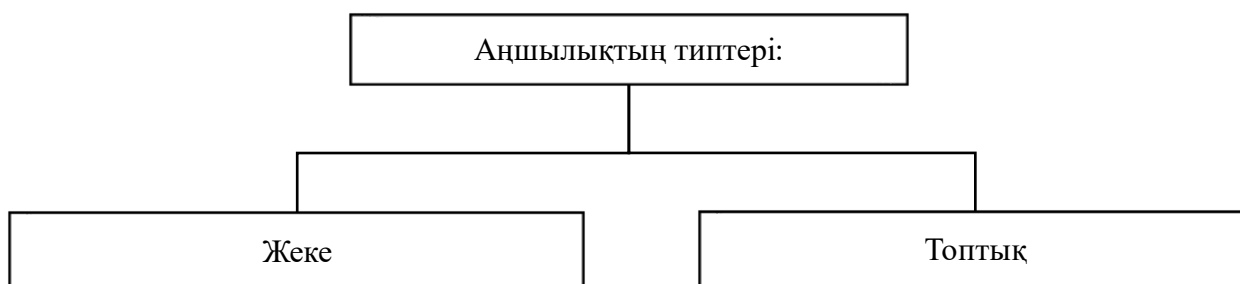 Аңшылықтың типтері:
Жеке
Топтық